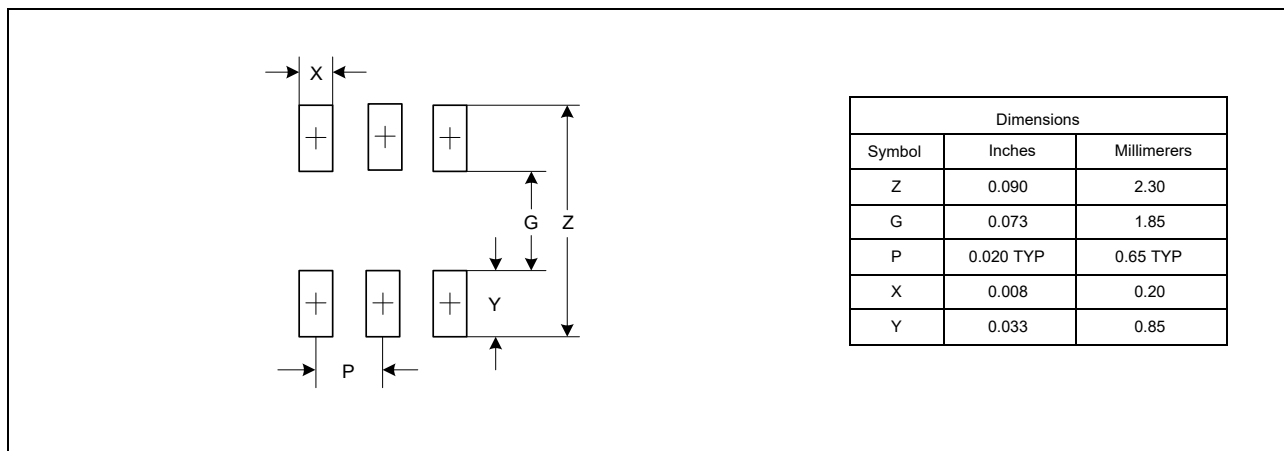 X
G
Z
Y
P
Dimensions
Symbol Inches Millimerers
Z 0.090 2.30
G 0.073 1.85
P 0.020 TYP 0.65 TYP
X 0.008 0.20
Y 0.033 0.85